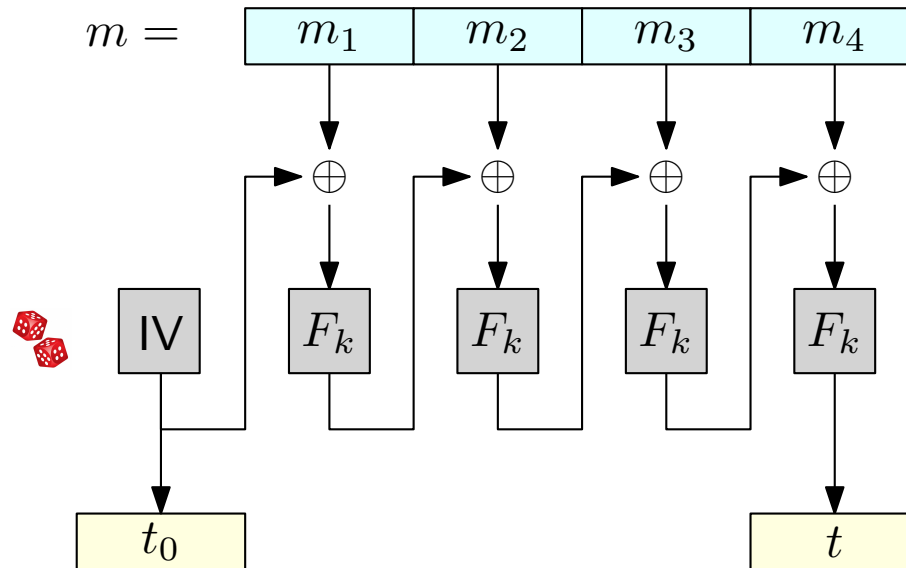 m = m₁ m₂ m₃ m₄
IV Fₖ Fₖ Fₖ Fₖ
t₀ t